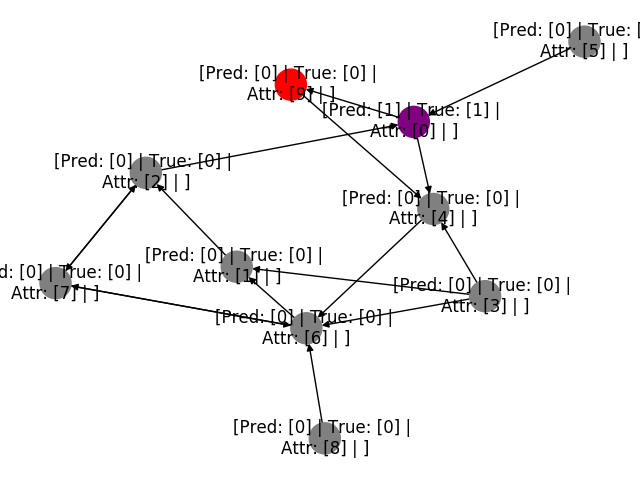 [Pred: [0] | True: [
Attr: [5] | ]
[Pred: [0] | True: [0] |
Attr: [9] | ]
[Pred: [1] | True: [1] |
Attr: [0] | ]
[Pred: [0] | True: [0] |
Attr: [2] | ]
[Pred: [0] | True: [0] |
Attr: [4] | ]
[Pred: [0] | True: [0] |
Attr: [1] | ]
d: [0] | True: [0] |
Attr: [7] | ]
[Pred: [0] | True: [0] |
Attr: [3] | ]
[Pred: [0] | True: [0] |
Attr: [6] | ]
[Pred: [0] | True: [0] |
Attr: [8] | ]